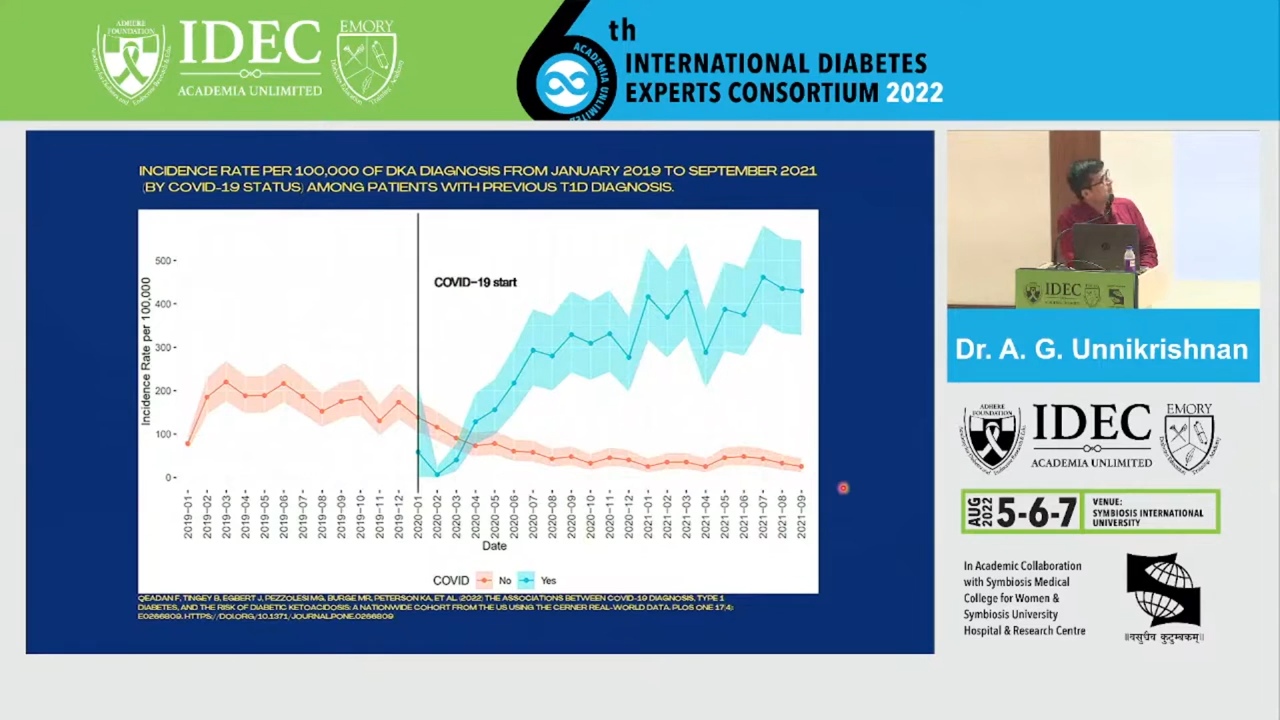 ADHERE
FOUNDATION
IDEC
ACADEMIA UNLIMITED
EMORY
6th
ACADEMIA UNLIMITED
INTERNATIONAL DIABETES
EXPERTS CONSORTIUM 2022
INCIDENCE RATE PER 100,000 OF DKA DIAGNOSIS FROM JANUARY 2019 TO SEPTEMBER 2021
(BY COVID-19 STATUS) AMONG PATIENTS WITH PREVIOUS T1D DIAGNOSIS.
Incidence Rate per 100,000
500
400
300
200
100
0
COVID-19 start
2019-01
2019-02
2019-03
2019-04
2019-05
2019-06
2019-07
2019-08
2019-09
2019-10
2019-11
2019-12
2020-01
2020-02
2020-03
2020-04
2020-05
2020-06
2020-07
2020-08
2020-09
2020-10
2020-11
2020-12
2021-01
2021-02
2021-03
2021-04
2021-05
2021-06
2021-07
2021-08
2021-09
Date
COVID No Yes
QEADAN F, TINGEY B, EGBERT J, PEZZOLESI MG, BURGE MR, PETERSON KA, ET AL. (2022) THE ASSOCIATIONS BETWEEN COVID-19 DIAGNOSIS, TYPE 1
DIABETES, AND THE RISK OF DIABETIC KETOACIDOSIS: A NATIONWIDE COHORT FROM THE US USING THE CERNER REAL-WORLD DATA. PLOS ONE 17(4):
E0266809. HTTPS://DOI.ORG/10.1371/JOURNAL.PONE.0266809
IDEC
Dr. A. G. Unnikrishnan
ADHERE
FOUNDATION
IDEC
ACADEMIA UNLIMITED
EMORY
AUG
2022
5-6-7
VENUE:
SYMBIOSIS INTERNATIONAL
UNIVERSITY
In Academic Collaboration
with Symbiosis Medical
College for Women &
Symbiosis University
Hospital & Research Centre
॥वसुधैव कुटुम्बकम्॥